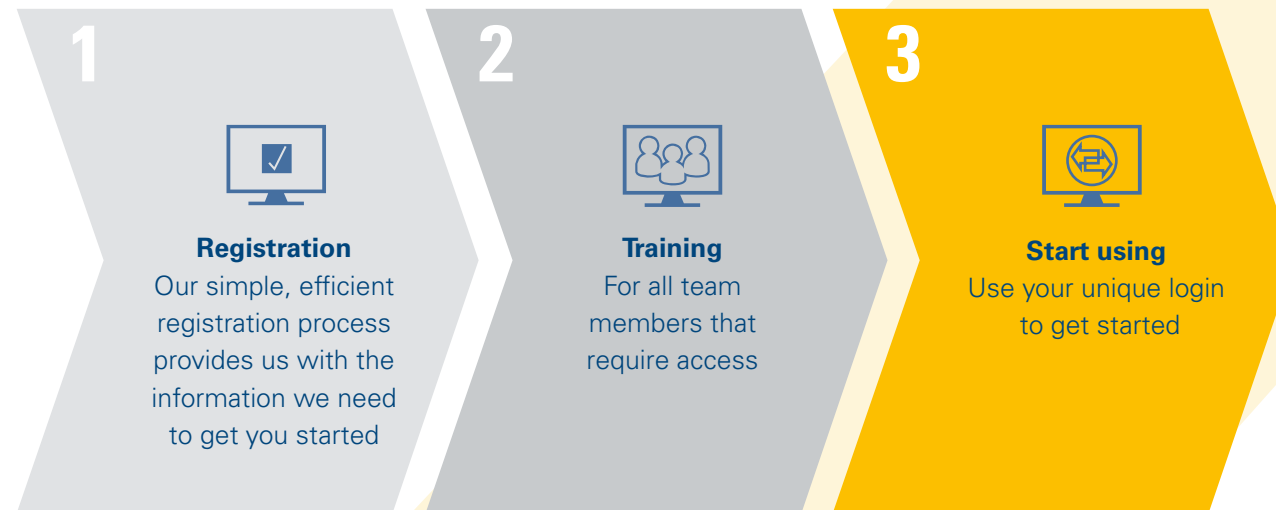 1
Registration
Our simple, efficient
registration process
provides us with the
information we need
to get you started
2
Training
For all team
members that
require access
3
Start using
Use your unique login
to get started